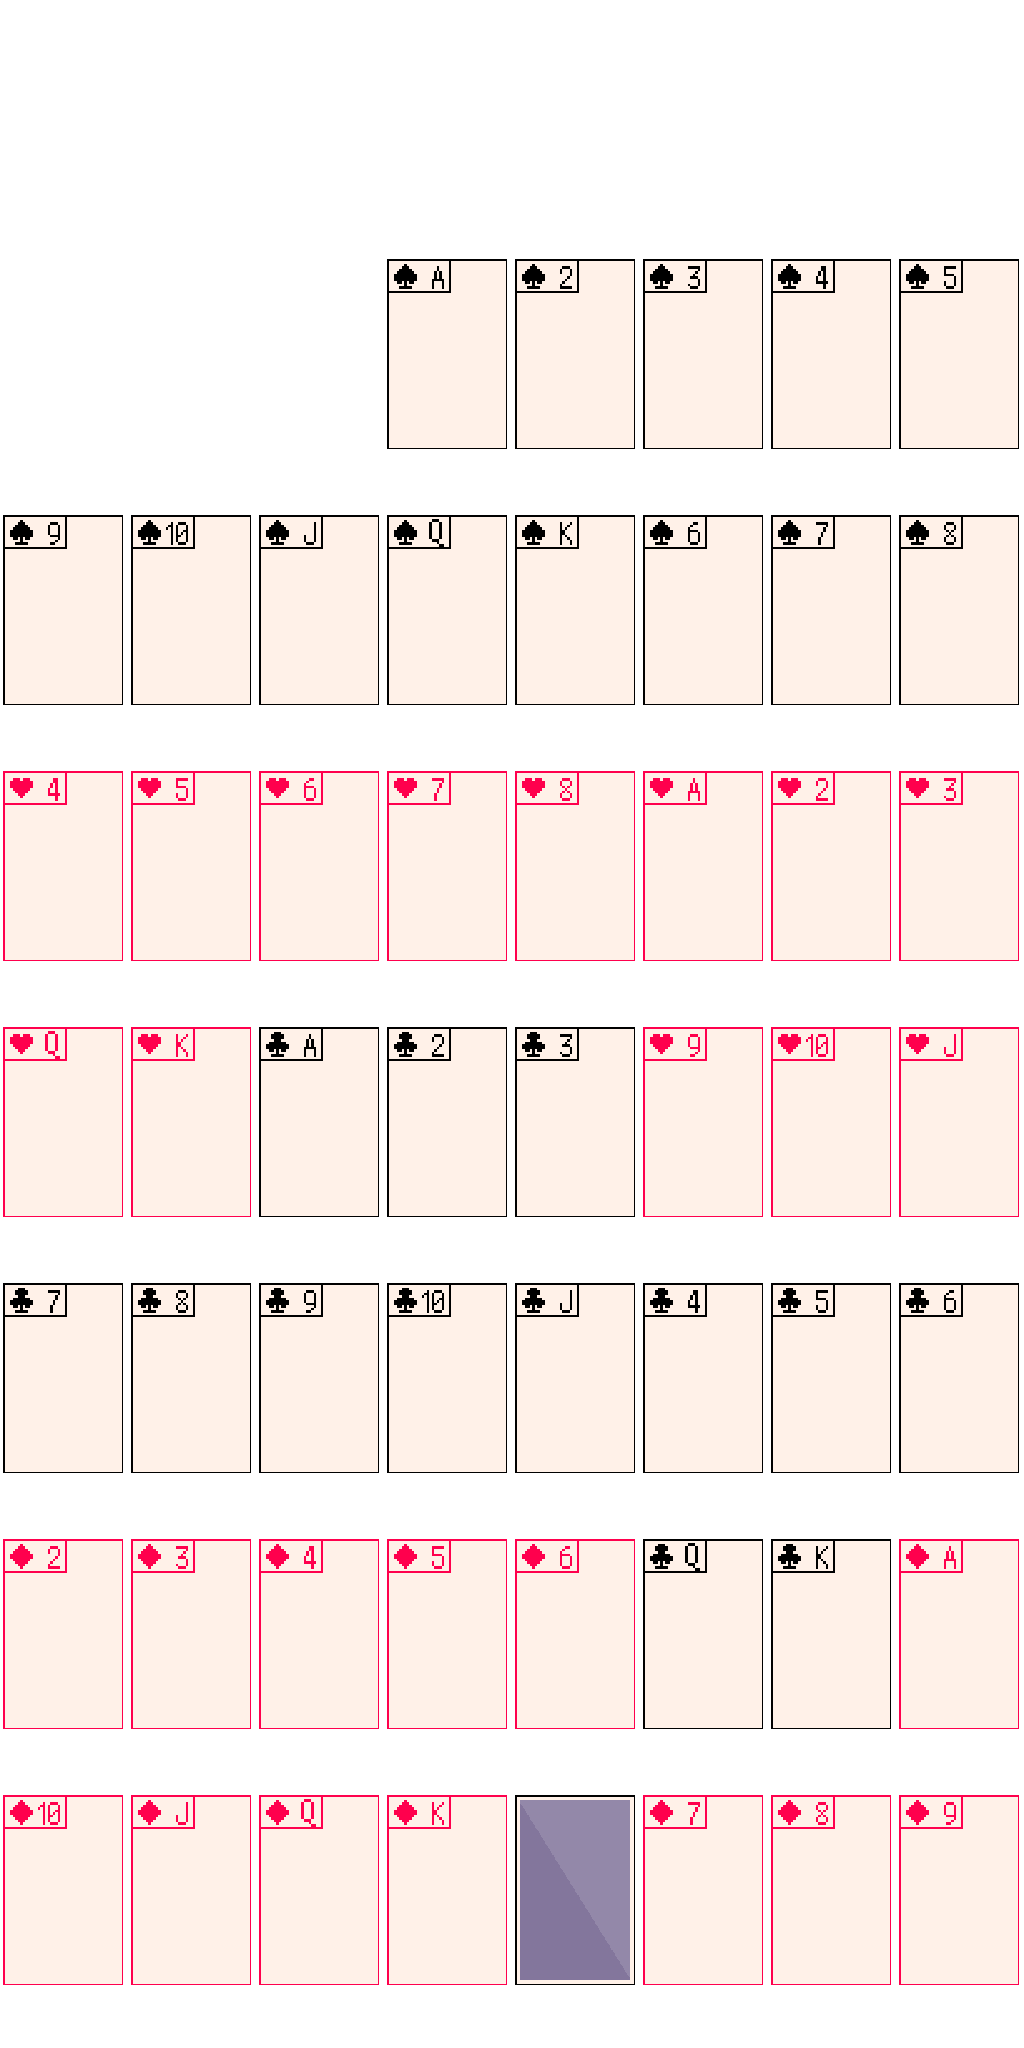 ♠ A ♠ 2 ♠ 3 ♠ 4 ♠ 5
♠ 9 ♠ 10 ♠ J ♠ Q ♠ K ♠ 6 ♠ 7 ♠ 8
♥ 4 ♥ 5 ♥ 6 ♥ 7 ♥ 8 ♥ A ♥ 2 ♥ 3
♥ Q ♥ K ♣ A ♣ 2 ♣ 3 ♥ 9 ♥ 10 ♥ J
♣ 7 ♣ 8 ♣ 9 ♣ 10 ♣ J ♣ 4 ♣ 5 ♣ 6
♦ 2 ♦ 3 ♦ 4 ♦ 5 ♦ 6 ♣ Q ♣ K ♦ A
♦ 10 ♦ J ♦ Q ♦ K ♦ 7 ♦ 8 ♦ 9